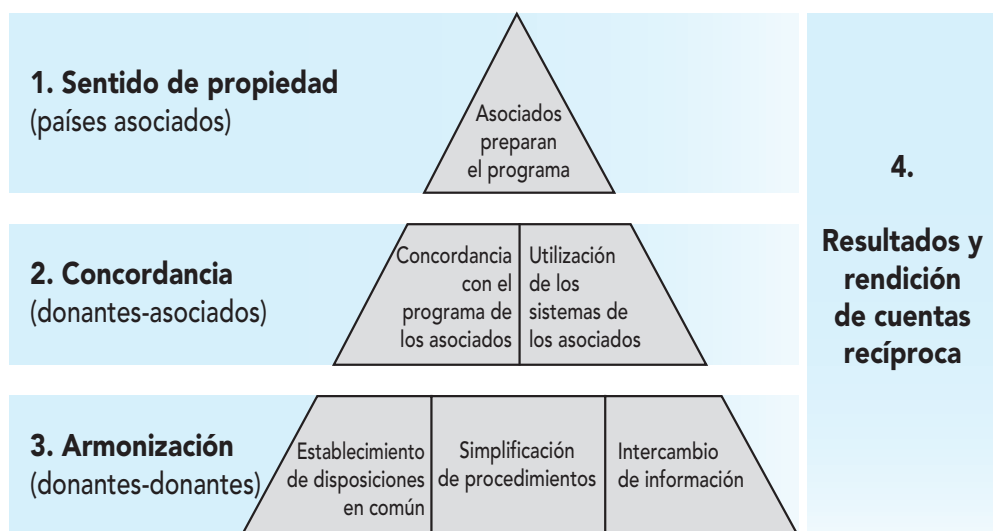 1. Sentido de propiedad
(países asociados)
Asociados
preparan
el programa
2. Concordancia
(donantes-asociados)
Concordancia
con el
programa de
los asociados
Utilización
de los
sistemas de
los asociados
3. Armonización
(donantes-donantes)
Establecimiento
de disposiciones
en común
Simplificación
de procedimientos
Intercambio
de información
4.
Resultados y
rendición
de cuentas
recíproca